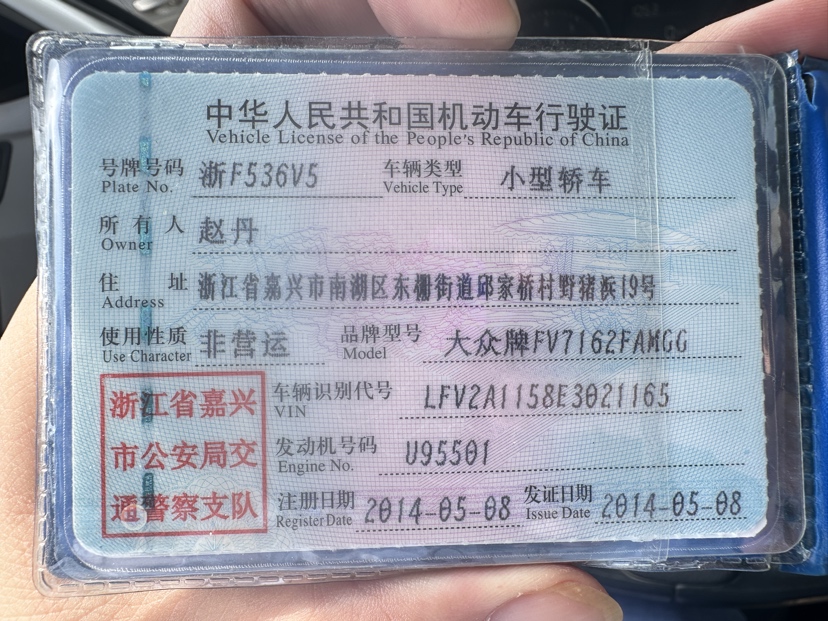 中华人民共和国机动车行驶证
Vehicle License of the People's Republic of China
号牌号码 浙F536V5 车辆类型 小型轿车
Plate No. Vehicle Type
所有人 赵丹
Owner
住址 浙江省嘉兴市南湖区东栅街道邱家桥村野猪浜19号
Address
使用性质 非营运 品牌型号 大众牌FV7162FAMGG
Use Character Model
浙江省嘉兴 车辆识别代号 LFV2A1158E3021165
VIN
市公安局交 发动机号码 U95501
Engine No.
通警察支队 注册日期 2014-05-08 发证日期 2014-05-08
Register Date Issue Date